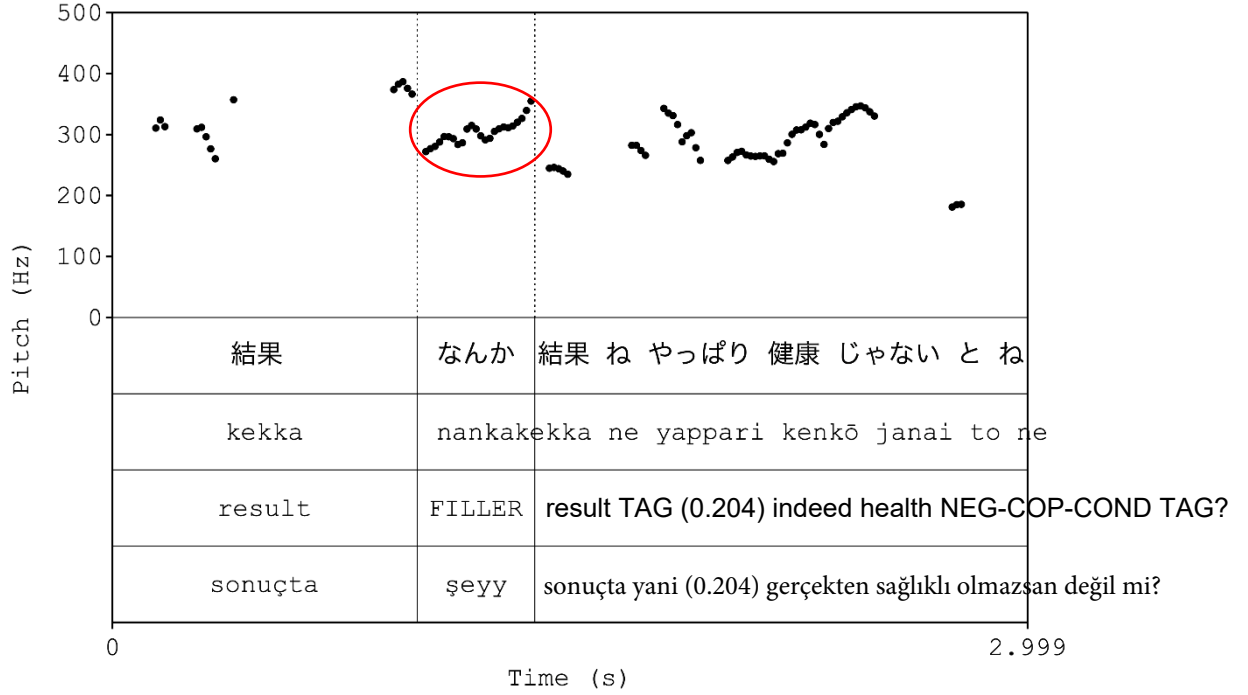 500
400
300
200
100
0
Pitch (Hz)
結果 なんか 結果 ね やっぱり 健康 じゃない と ね
kekka nankakekka ne yappari kenkō janai to ne
result FILLER result TAG (0.204) indeed health NEG-COP-COND TAG?
sonuçta şeyy sonuçta yani (0.204) gerçekten sağlıklı olmazsan değil mi?
0 2.999
Time (s)